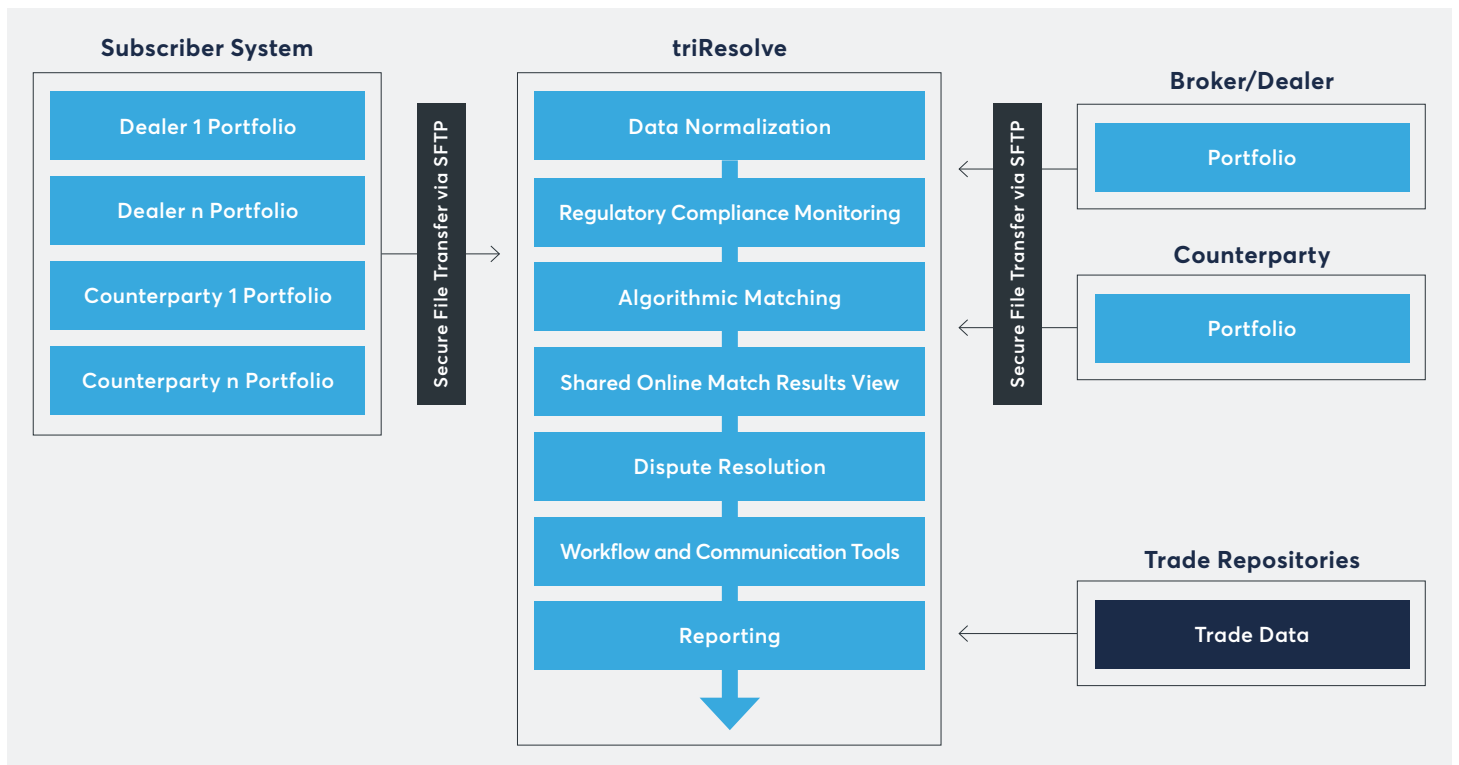 Subscriber System
Dealer 1 Portfolio
Dealer n Portfolio
Counterparty 1 Portfolio
Counterparty n Portfolio
Secure File Transfer via SFTP
triResolve
Data Normalization
Regulatory Compliance Monitoring
Algorithmic Matching
Shared Online Match Results View
Dispute Resolution
Workflow and Communication Tools
Reporting
Secure File Transfer via SFTP
Broker/Dealer
Portfolio
Counterparty
Portfolio
Trade Repositories
Trade Data